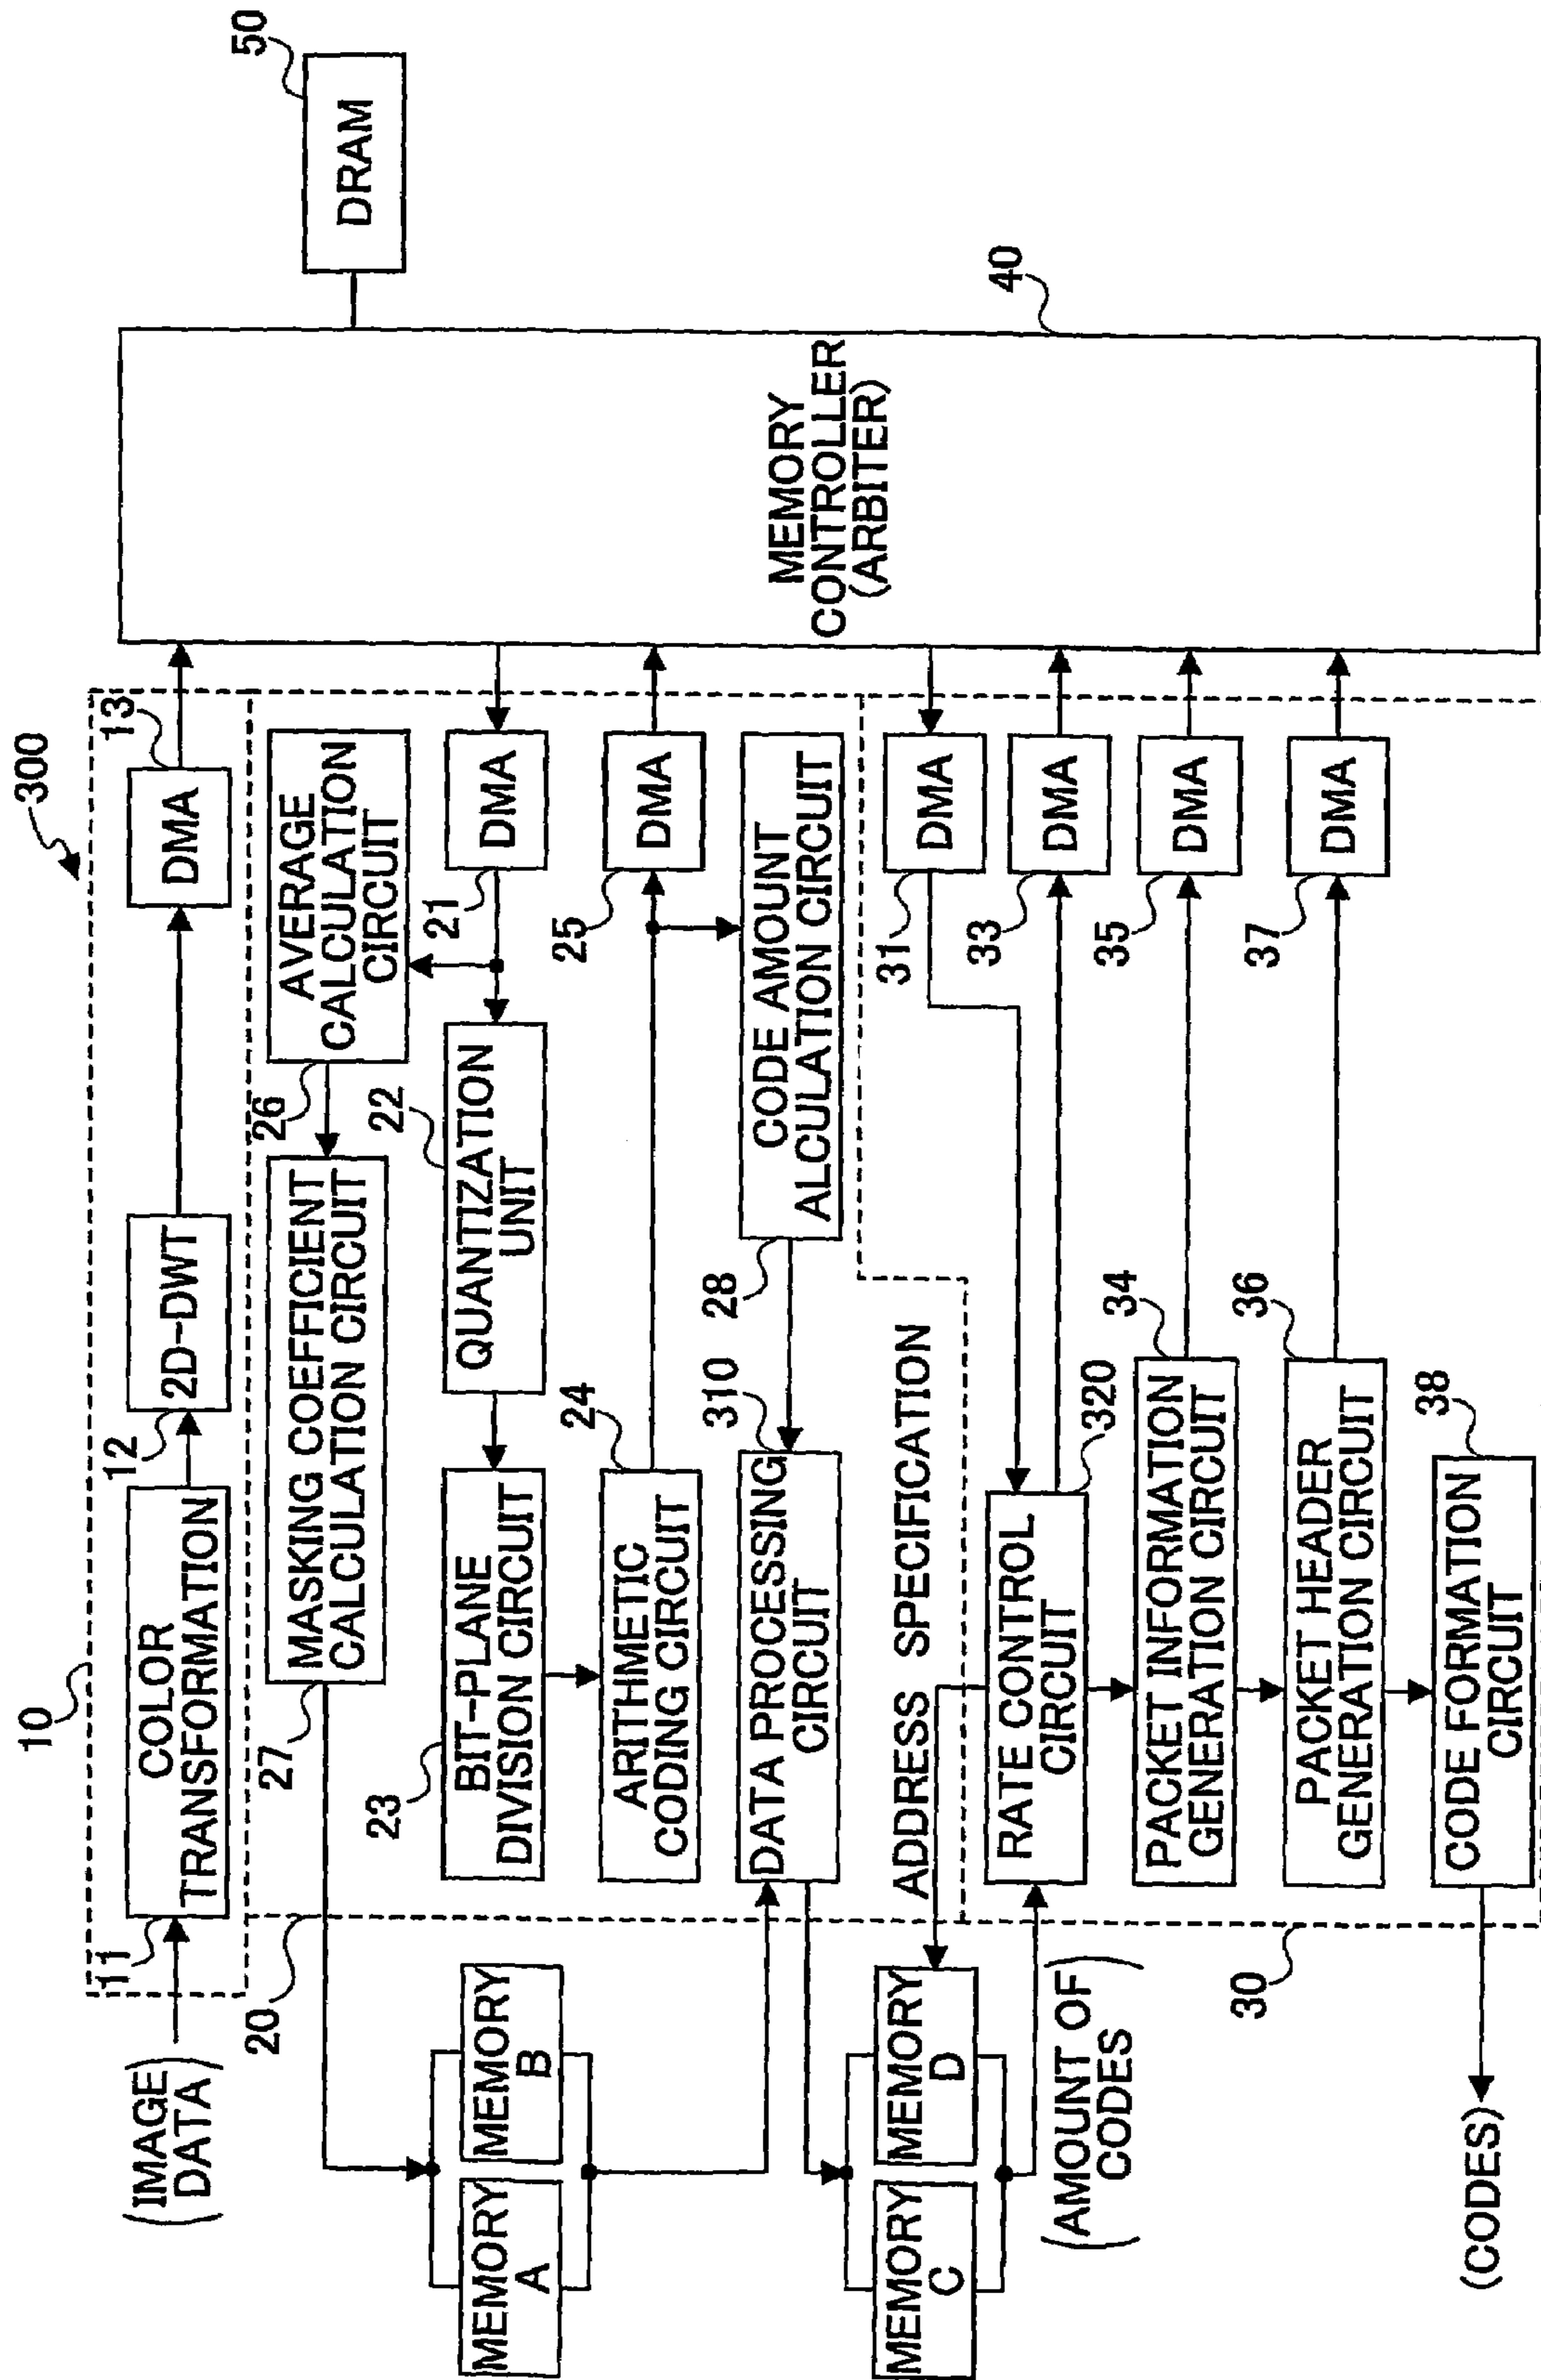 300
10
11
COLOR
TRANSFORMATION
12
2D-DWT
13
DMA
(IMAGE
DATA)
20
27
MASKING COEFFICIENT
CALCULATION CIRCUIT
26
AVERAGE
CALCULATION
CIRCUIT
23
BIT-PLANE
DIVISION CIRCUIT
22
QUANTIZATION
UNIT
21
DMA
MEMORY
A
MEMORY
B
ARITHMETIC
CODING CIRCUIT
24
25
DMA
DATA PROCESSING
CIRCUIT
310
28
CODE AMOUNT
ALCULATION CIRCUIT
MEMORY
C
MEMORY
D
ADDRESS SPECIFICATION
31
DMA
RATE CONTROL
CIRCUIT
320
33
DMA
(AMOUNT OF
CODES)
PACKET INFORMATION
GENERATION CIRCUIT
34
35
DMA
30
PACKET HEADER
GENERATION CIRCUIT
36
37
DMA
(CODES)
CODE FORMATION
CIRCUIT
38
MEMORY
CONTROLLER
(ARBITER)
40
DRAM
50